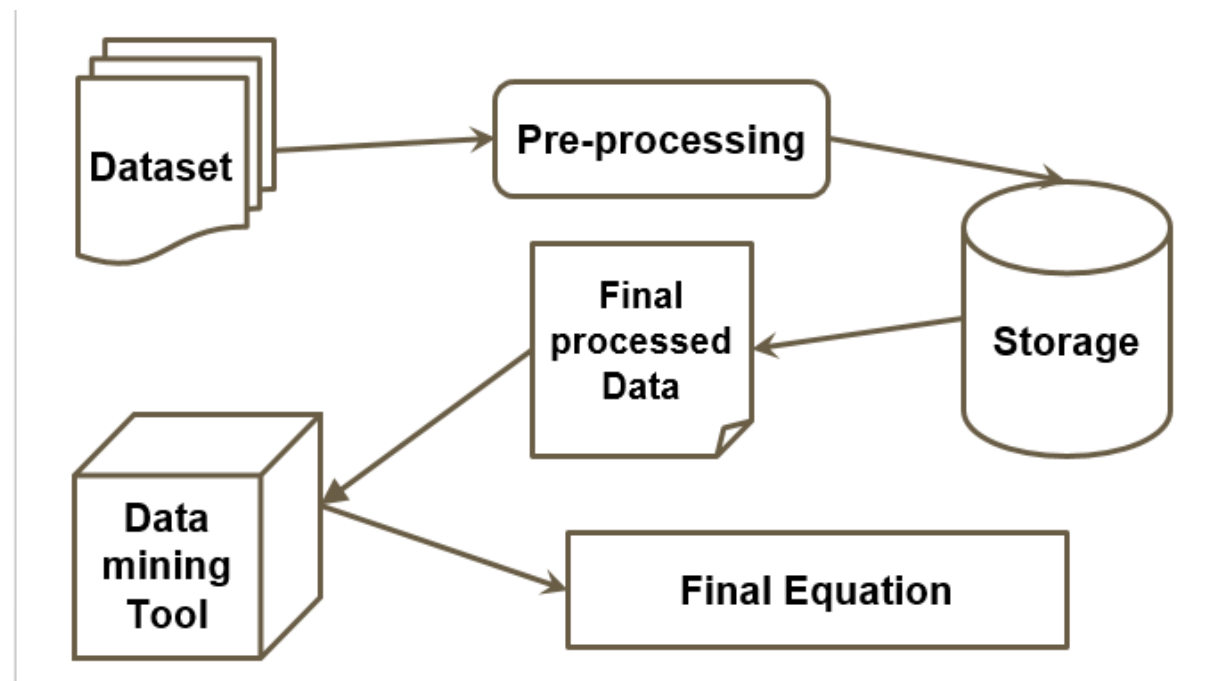 Dataset
Pre-processing
Storage
Final
processed
Data
Data
mining
Tool
Final Equation